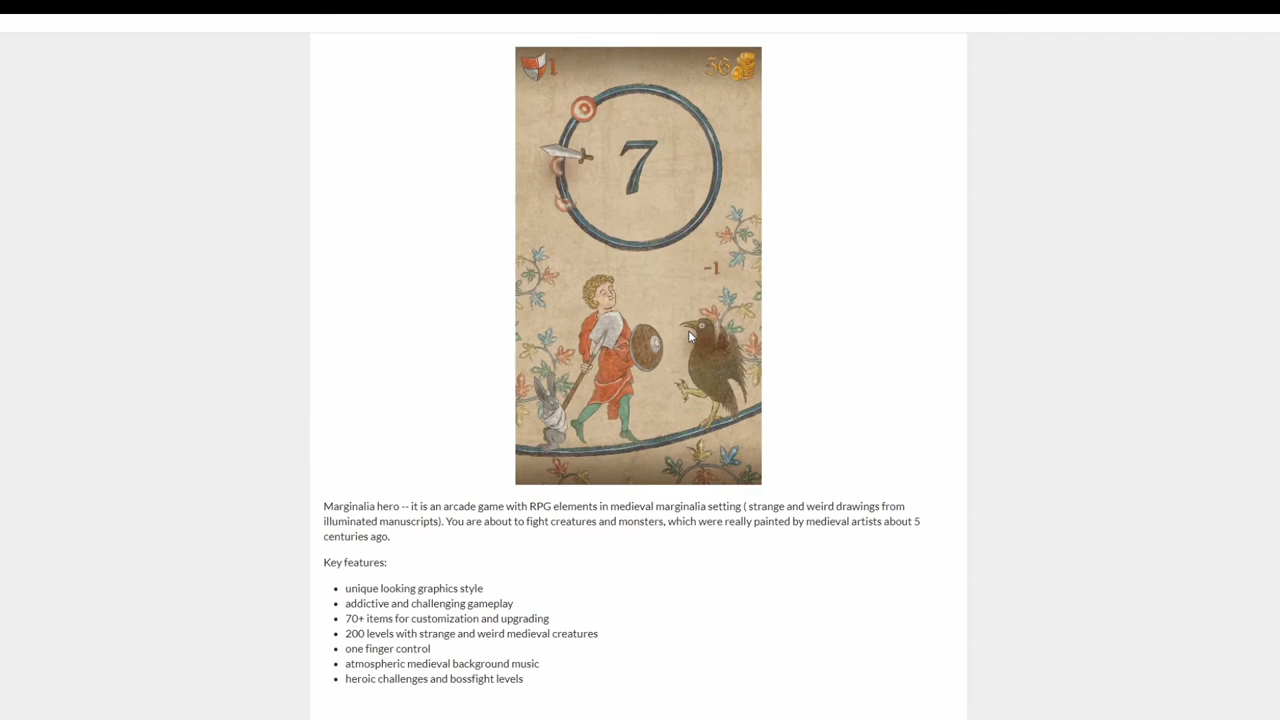 1
56
7
-1
Marginalia hero -- it is an arcade game with RPG elements in medieval marginalia setting ( strange and weird drawings from
illuminated manuscripts). You are about to fight creatures and monsters, which were really painted by medieval artists about 5
centuries ago.
Key features:
unique looking graphics style
addictive and challenging gameplay
70+ items for customization and upgrading
200 levels with strange and weird medieval creatures
one finger control
atmospheric medieval background music
heroic challenges and bossfight levels